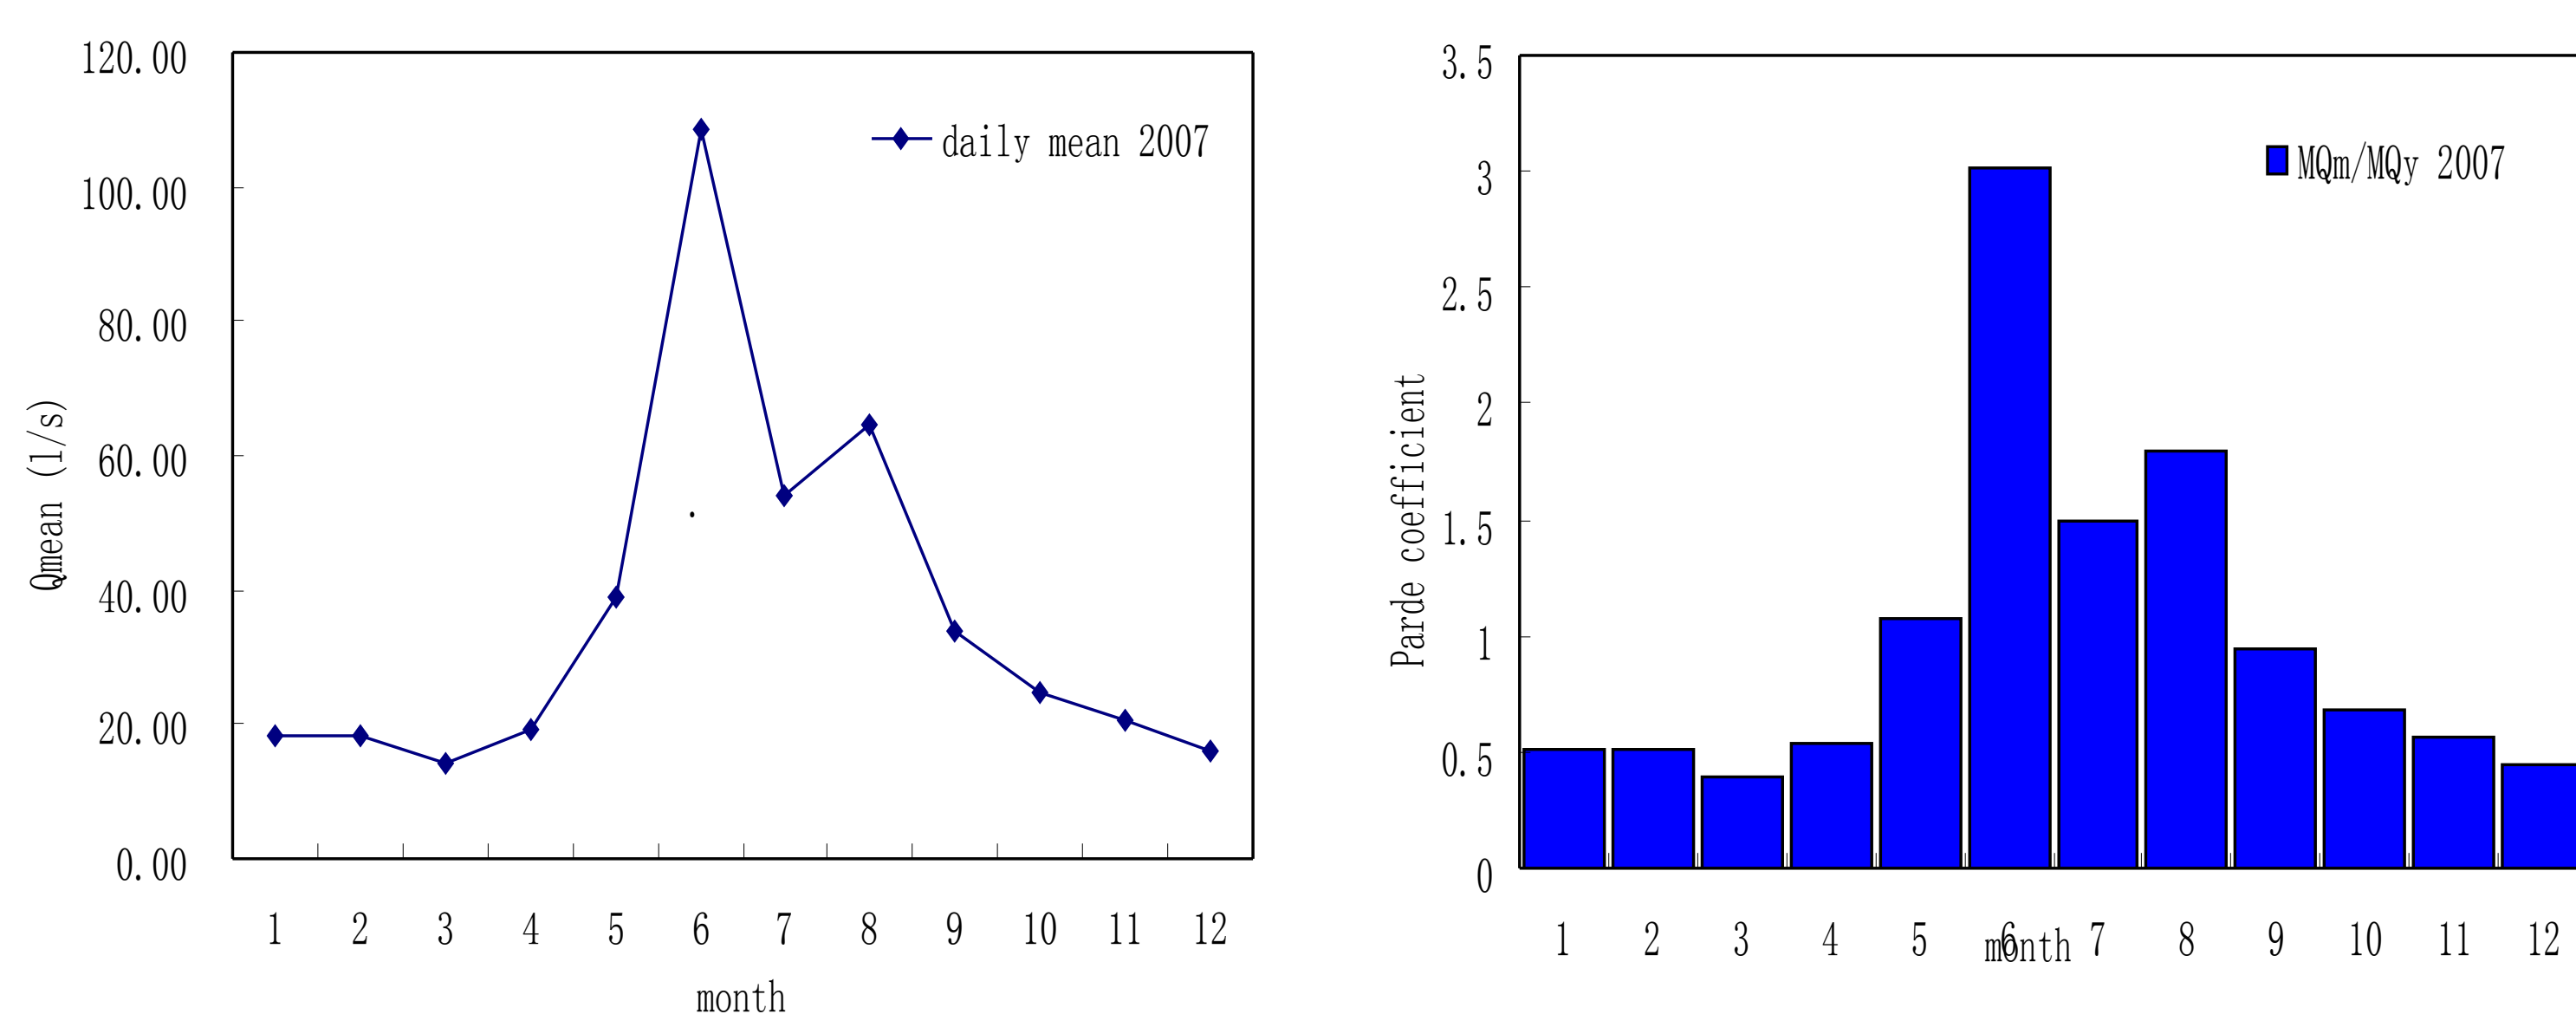 120.00
100.00
80.00
60.00
40.00
20.00
0.00
Qmean (l/s)
daily mean 2007
1 2 3 4 5 6 7 8 9 10 11 12
month
3.5
3
2.5
2
1.5
1
0.5
0
Parde coefficient
MQm/MQy 2007
1 2 3 4 5 6 7 8 9 10 11 12
month